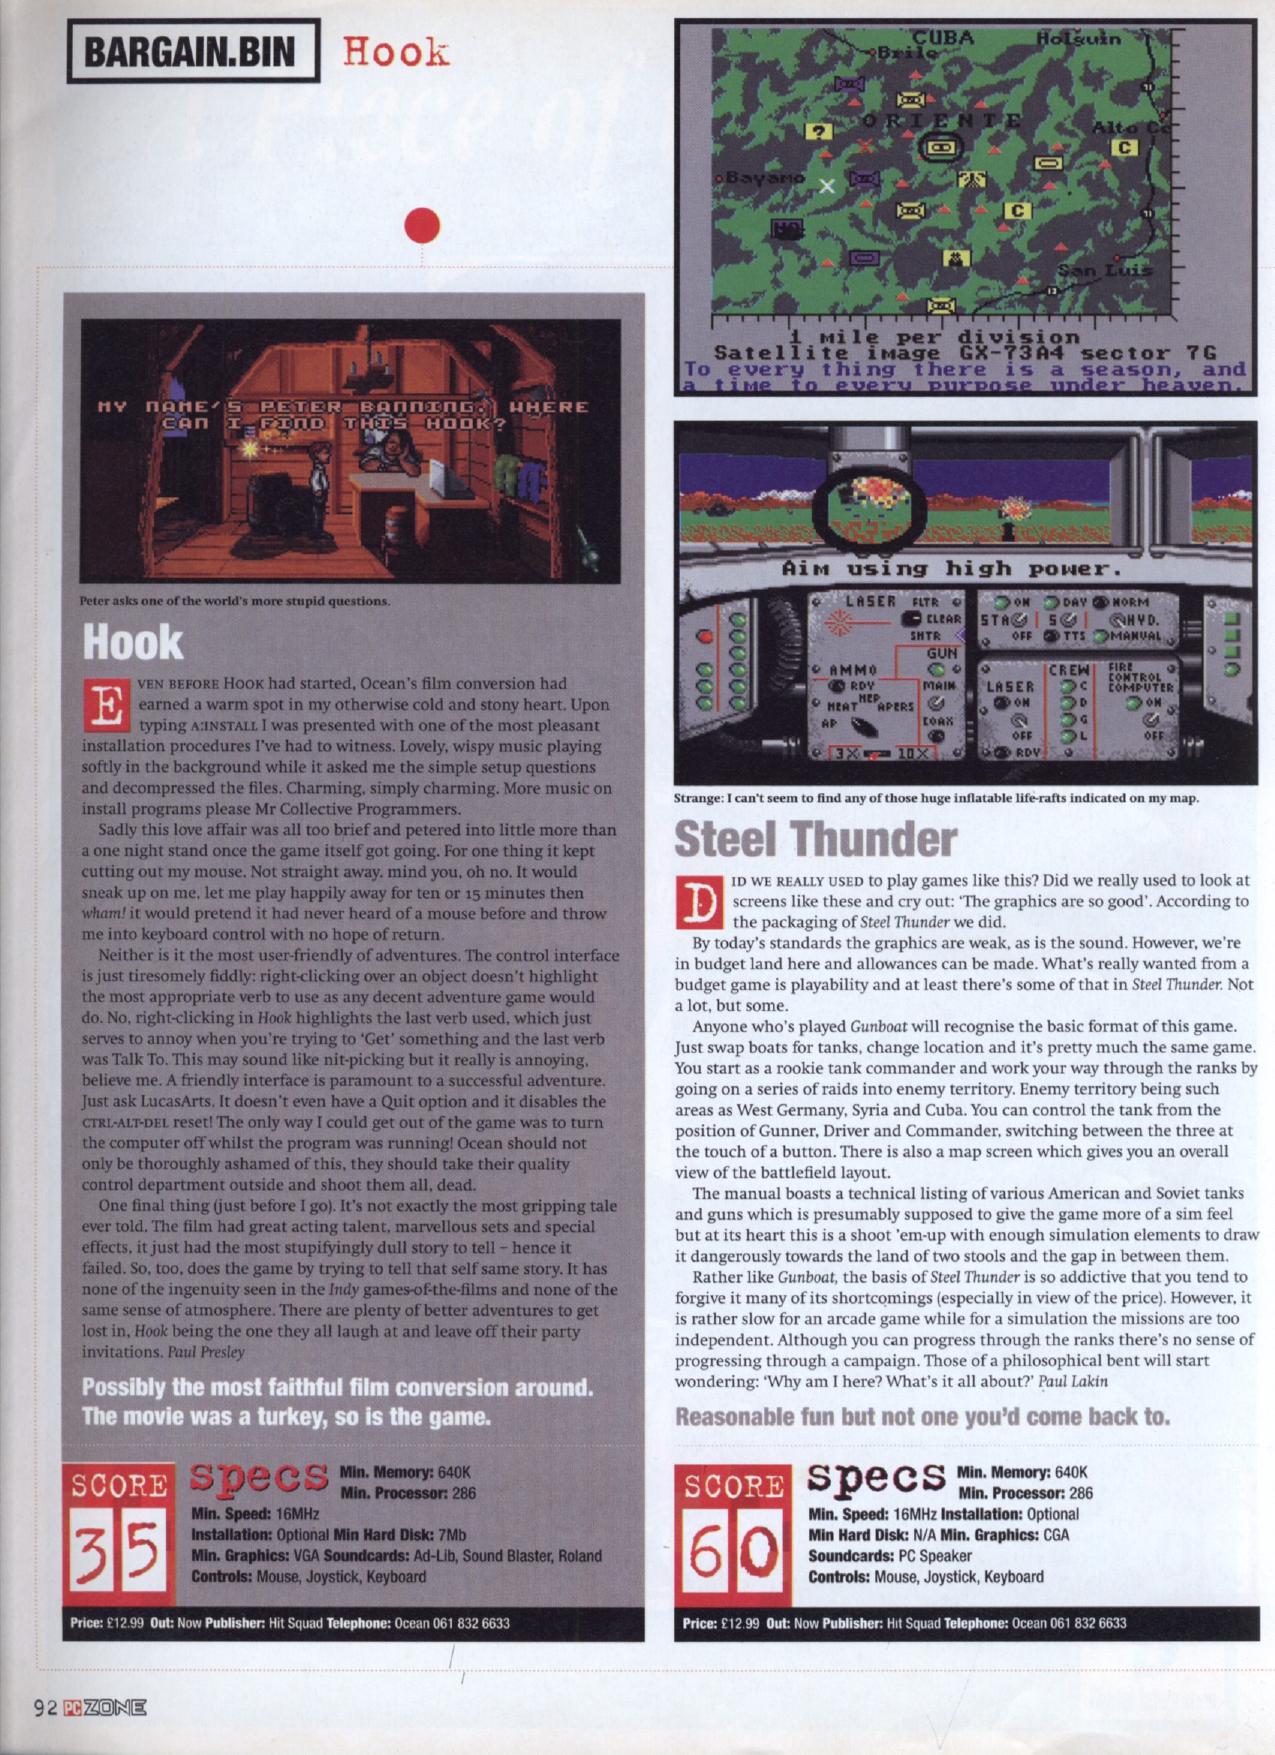 BARGAIN.BIN Hook
MY NAME'S PETER BANNING. WHERE
CAN I FIND THIS HOOK?
Peter asks one of the world's more stupid questions.
Hook
EVEN BEFORE HOOK had started, Ocean's film conversion had
earned a warm spot in my otherwise cold and stony heart. Upon
typing A:INSTALL I was presented with one of the most pleasant
installation procedures I've had to witness. Lovely, wispy music playing
softly in the background while it asked me the simple setup questions
and decompressed the files. Charming, simply charming. More music on
install programs please Mr Collective Programmers.
Sadly this love affair was all too brief and petered into little more than
a one night stand once the game itself got going. For one thing it kept
cutting out my mouse. Not straight away, mind you, oh no. It would
sneak up on me, let me play happily away for ten or 15 minutes then
wham! it would pretend it had never heard of a mouse before and throw
me into keyboard control with no hope of return.
Neither is it the most user-friendly of adventures. The control interface
is just tiresomely fiddly: right-clicking over an object doesn't highlight
the most appropriate verb to use as any decent adventure game would
do. No, right-clicking in Hook highlights the last verb used, which just
serves to annoy when you're trying to 'Get' something and the last verb
was Talk To. This may sound like nit-picking but it really is annoying,
believe me. A friendly interface is paramount to a successful adventure.
Just ask LucasArts. It doesn't even have a Quit option and it disables the
CTRL-ALT-DEL reset! The only way I could get out of the game was to turn
the computer off whilst the program was running! Ocean should not
only be thoroughly ashamed of this, they should take their quality
control department outside and shoot them all, dead.
One final thing (just before I go). It's not exactly the most gripping tale
ever told. The film had great acting talent, marvellous sets and special
effects, it just had the most stupifyingly dull story to tell – hence it
failed. So, too, does the game by trying to tell that self same story. It has
none of the ingenuity seen in the Indy games-of-the-films and none of the
same sense of atmosphere. There are plenty of better adventures to get
lost in, Hook being the one they all laugh at and leave off their party
invitations. Paul Presley
Possibly the most faithful film conversion around.
The movie was a turkey, so is the game.
SCORE
35
specs
Min. Memory: 640K
Min. Processor: 286
Min. Speed: 16MHz
Installation: Optional Min Hard Disk: 7Mb
Min. Graphics: VGA Soundcards: Ad-Lib, Sound Blaster, Roland
Controls: Mouse, Joystick, Keyboard
Price: £12.99 Out: Now Publisher: Hit Squad Telephone: Ocean 061 832 6633
CUBA Holguin
Brile
ORIENTE
Alto Ce
? C
Bayamo
C
HQ
San Luis
11
11
13
1 mile per division
Satellite image GX-73A4 sector 7G
To every thing there is a season, and
a time to every purpose under heaven.
Aim using high power.
LASER FLTR
CLEAR
SHTR
GUN
AMMO
RDY MAIN
HEAT HEP APERS
AP COAX
3X 10X
ON DAY NORM
STAG S HYD.
OFF TTS MANUAL
CREW FIRE
CONTROL
COMPUTER
LASER C
ON D ON
G
OFF L OFF
RDY
Strange: I can't seem to find any of those huge inflatable life-rafts indicated on my map.
Steel Thunder
DID WE REALLY USED to play games like this? Did we really used to look at
screens like these and cry out: 'The graphics are so good'. According to
the packaging of Steel Thunder we did.
By today's standards the graphics are weak, as is the sound. However, we're
in budget land here and allowances can be made. What's really wanted from a
budget game is playability and at least there's some of that in Steel Thunder. Not
a lot, but some.
Anyone who's played Gunboat will recognise the basic format of this game.
Just swap boats for tanks, change location and it's pretty much the same game.
You start as a rookie tank commander and work your way through the ranks by
going on a series of raids into enemy territory. Enemy territory being such
areas as West Germany, Syria and Cuba. You can control the tank from the
position of Gunner, Driver and Commander, switching between the three at
the touch of a button. There is also a map screen which gives you an overall
view of the battlefield layout.
The manual boasts a technical listing of various American and Soviet tanks
and guns which is presumably supposed to give the game more of a sim feel
but at its heart this is a shoot 'em-up with enough simulation elements to draw
it dangerously towards the land of two stools and the gap in between them.
Rather like Gunboat, the basis of Steel Thunder is so addictive that you tend to
forgive it many of its shortcomings (especially in view of the price). However, it
is rather slow for an arcade game while for a simulation the missions are too
independent. Although you can progress through the ranks there's no sense of
progressing through a campaign. Those of a philosophical bent will start
wondering: 'Why am I here? What's it all about?' Paul Lakin
Reasonable fun but not one you'd come back to.
SCORE
60
specs
Min. Memory: 640K
Min. Processor: 286
Min. Speed: 16MHz Installation: Optional
Min Hard Disk: N/A Min. Graphics: CGA
Soundcards: PC Speaker
Controls: Mouse, Joystick, Keyboard
Price: £12.99 Out: Now Publisher: Hit Squad Telephone: Ocean 061 832 6633
92 PC ZONE